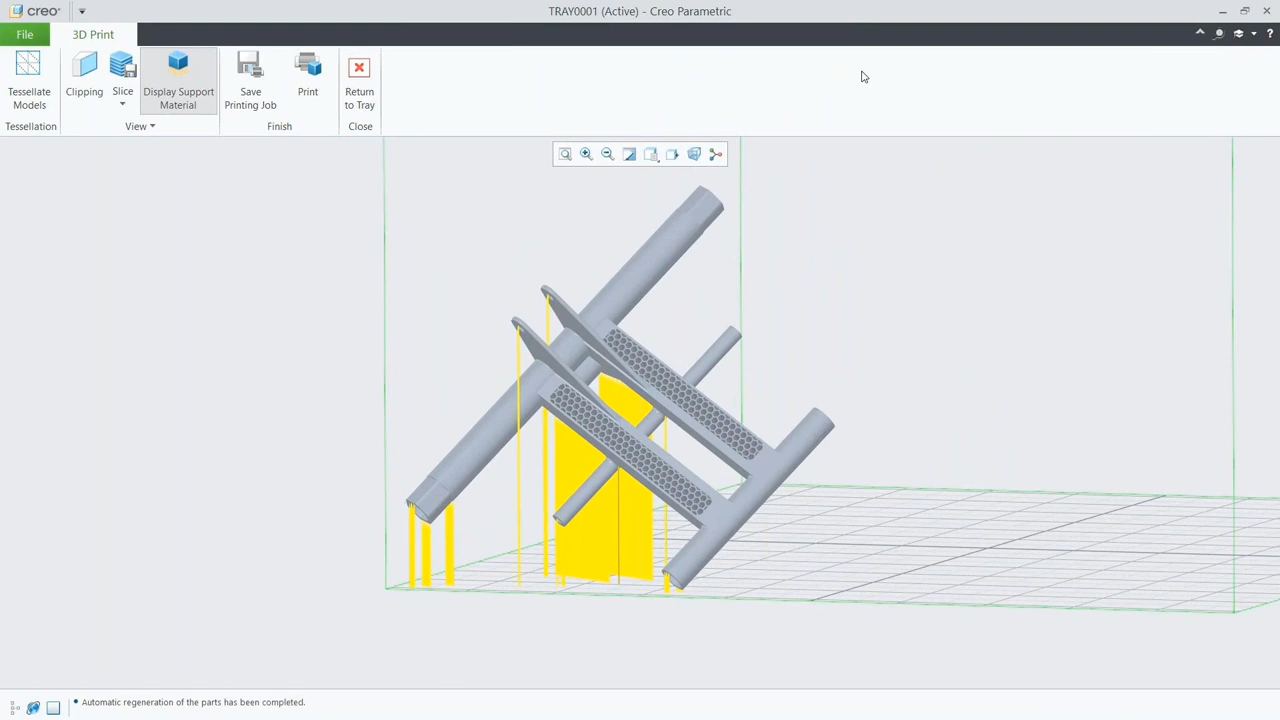 creo
TRAY0001 (Active) - Creo Parametric
File
3D Print
Tessellate
Models
Clipping
Slice
Display Support
Material
Save
Printing Job
Print
Return
to Tray
Tessellation
View
Finish
Close
Automatic regeneration of the parts has been completed.